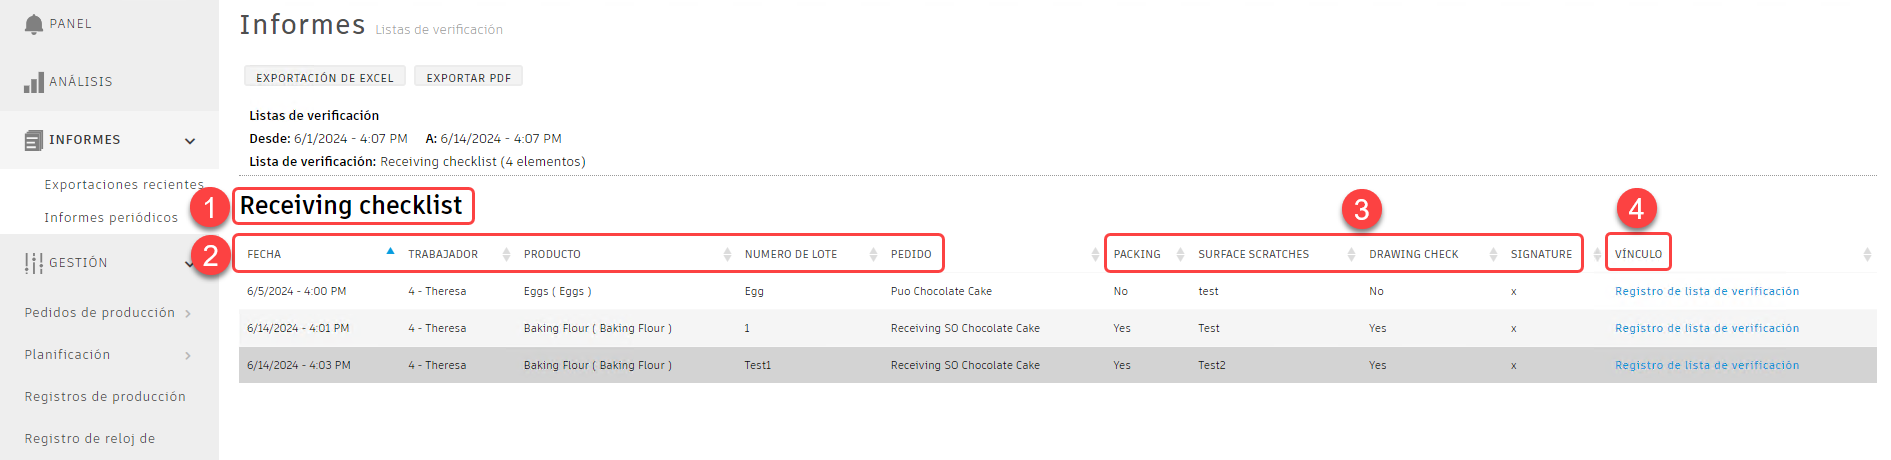 PANEL
ANÁLISIS
INFORMES
Exportaciones recientes
Informes periódicos
GESTIÓN
Pedidos de producción
Planificación
Registros de producción
Registro de reloj de
Informes Listas de verificación
EXPORTACIÓN DE EXCEL EXPORTAR PDF
Listas de verificación
Desde: 6/1/2024 - 4:07 PM A: 6/14/2024 - 4:07 PM
Lista de verificación: Receiving checklist (4 elementos)
1 Receiving checklist
3 4
2 FECHA TRABAJADOR PRODUCTO NUMERO DE LOTE PEDIDO PACKING SURFACE SCRATCHES DRAWING CHECK SIGNATURE VÍNCULO
6/5/2024 - 4:00 PM 4 - Theresa Eggs ( Eggs ) Egg Puo Chocolate Cake No test No x Registro de lista de verificación
6/14/2024 - 4:01 PM 4 - Theresa Baking Flour ( Baking Flour ) 1 Receiving SO Chocolate Cake Yes Test Yes x Registro de lista de verificación
6/14/2024 - 4:03 PM 4 - Theresa Baking Flour ( Baking Flour ) Test1 Receiving SO Chocolate Cake Yes Test2 Yes x Registro de lista de verificación